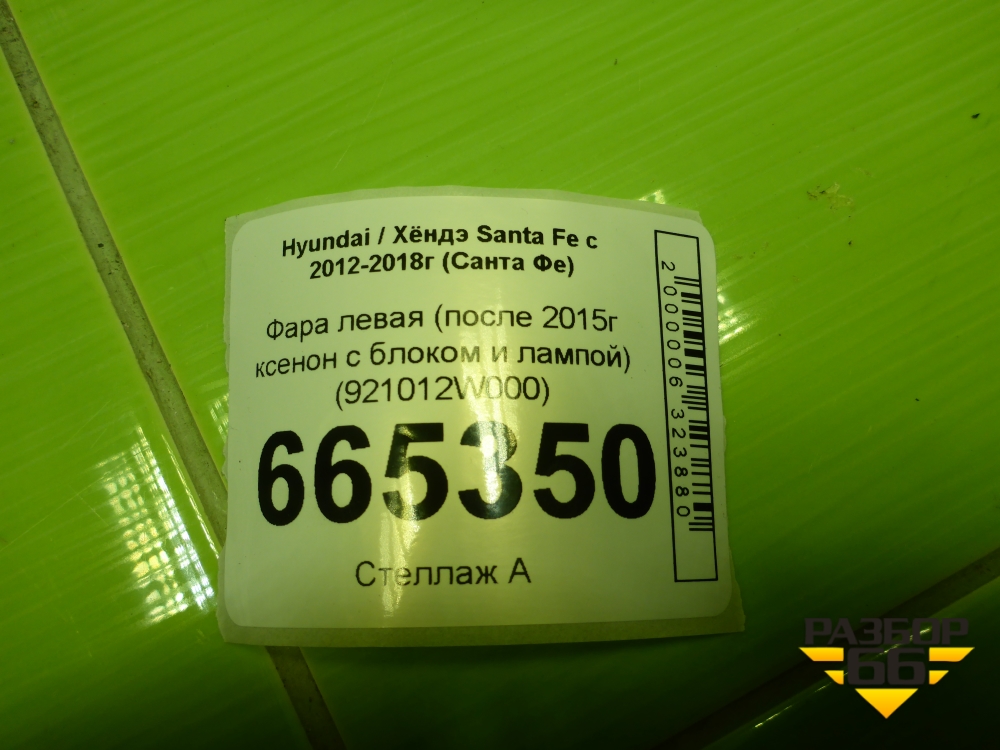 Hyundai / Хёндэ Santa Fe с
2012-2018г (Санта Фе)
Фара левая (после 2015г
ксенон с блоком и лампой)
(921012W000)
665350
Стеллаж А
2000006323880
РАЗБОР
66